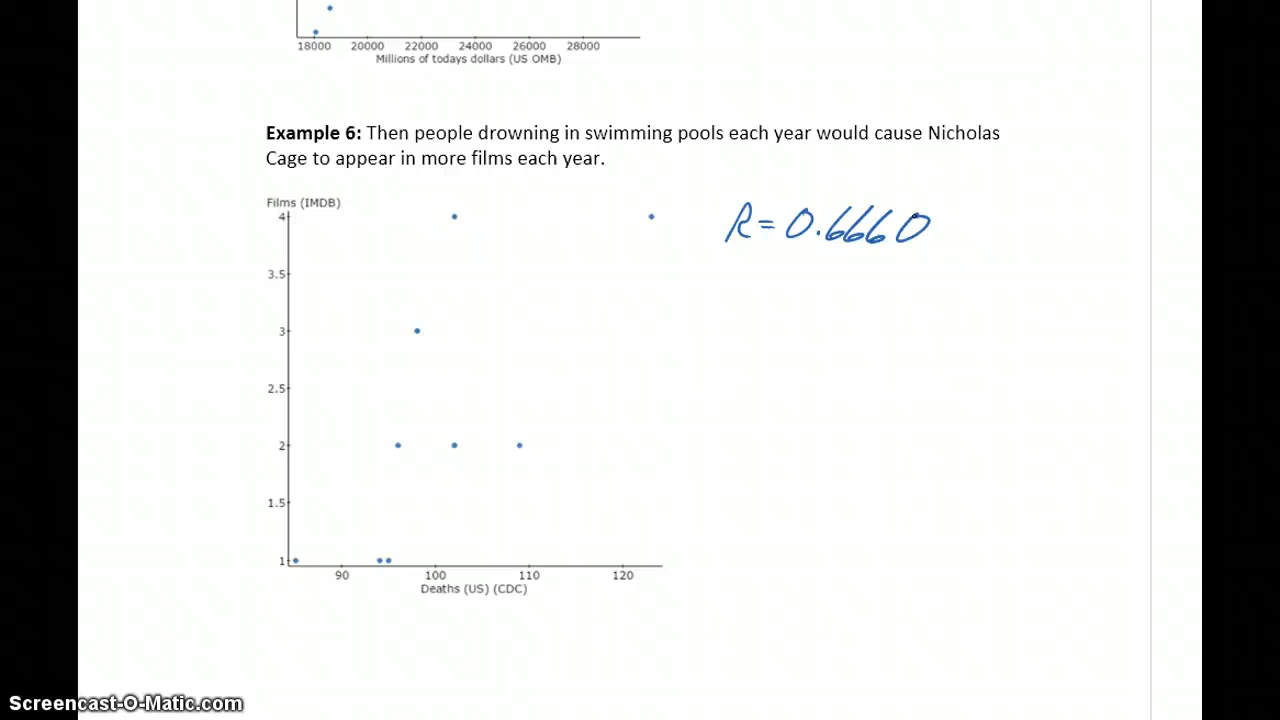 18000 20000 22000 24000 26000 28000
Millions of todays dollars (US OMB)
Example 6: Then people drowning in swimming pools each year would cause Nicholas
Cage to appear in more films each year.
Films (IMDB)
R = 0.6660
4
3.5
3
2.5
2
1.5
1
90 100 110 120
Deaths (US) (CDC)
Screencast-O-Matic.com